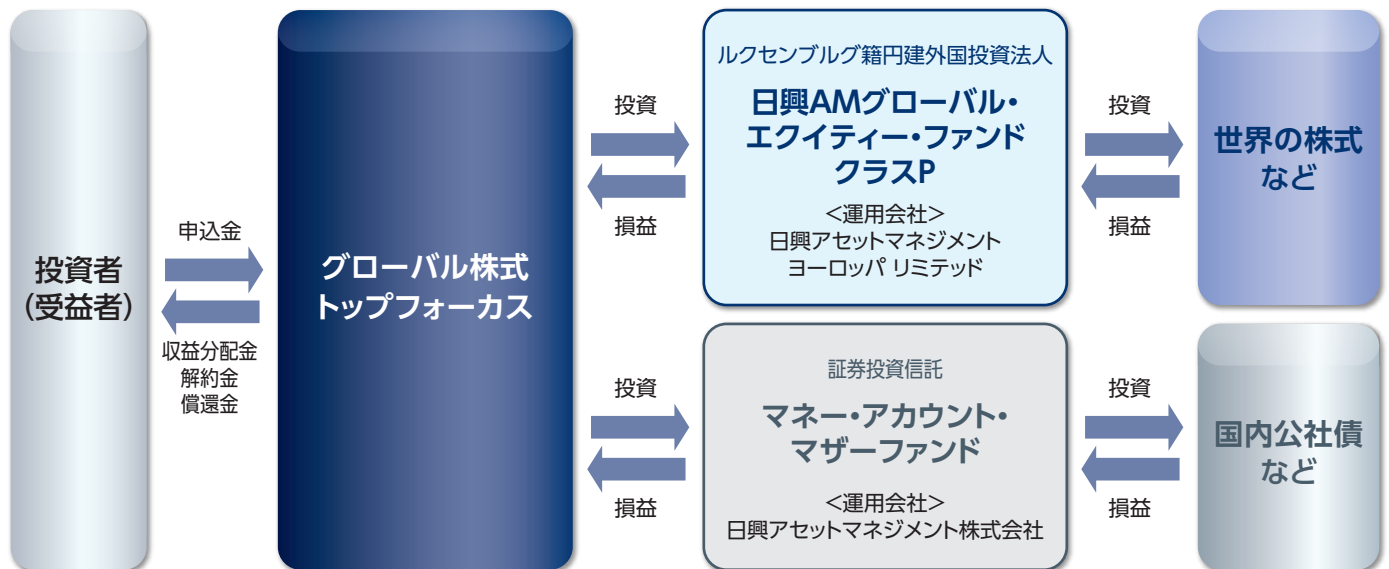 投資者
(受益者)
申込金
収益分配金
解約金
償還金
グローバル株式
トップフォーカス
投資
損益
ルクセンブルグ籍円建外国投資法人
日興AMグローバル・
エクイティー・ファンド
クラスP
<運用会社>
日興アセットマネジメント
ヨーロッパ リミテッド
投資
損益
世界の株式
など
投資
損益
証券投資信託
マネー・アカウント・
マザーファンド
<運用会社>
日興アセットマネジメント株式会社
投資
損益
国内公社債
など